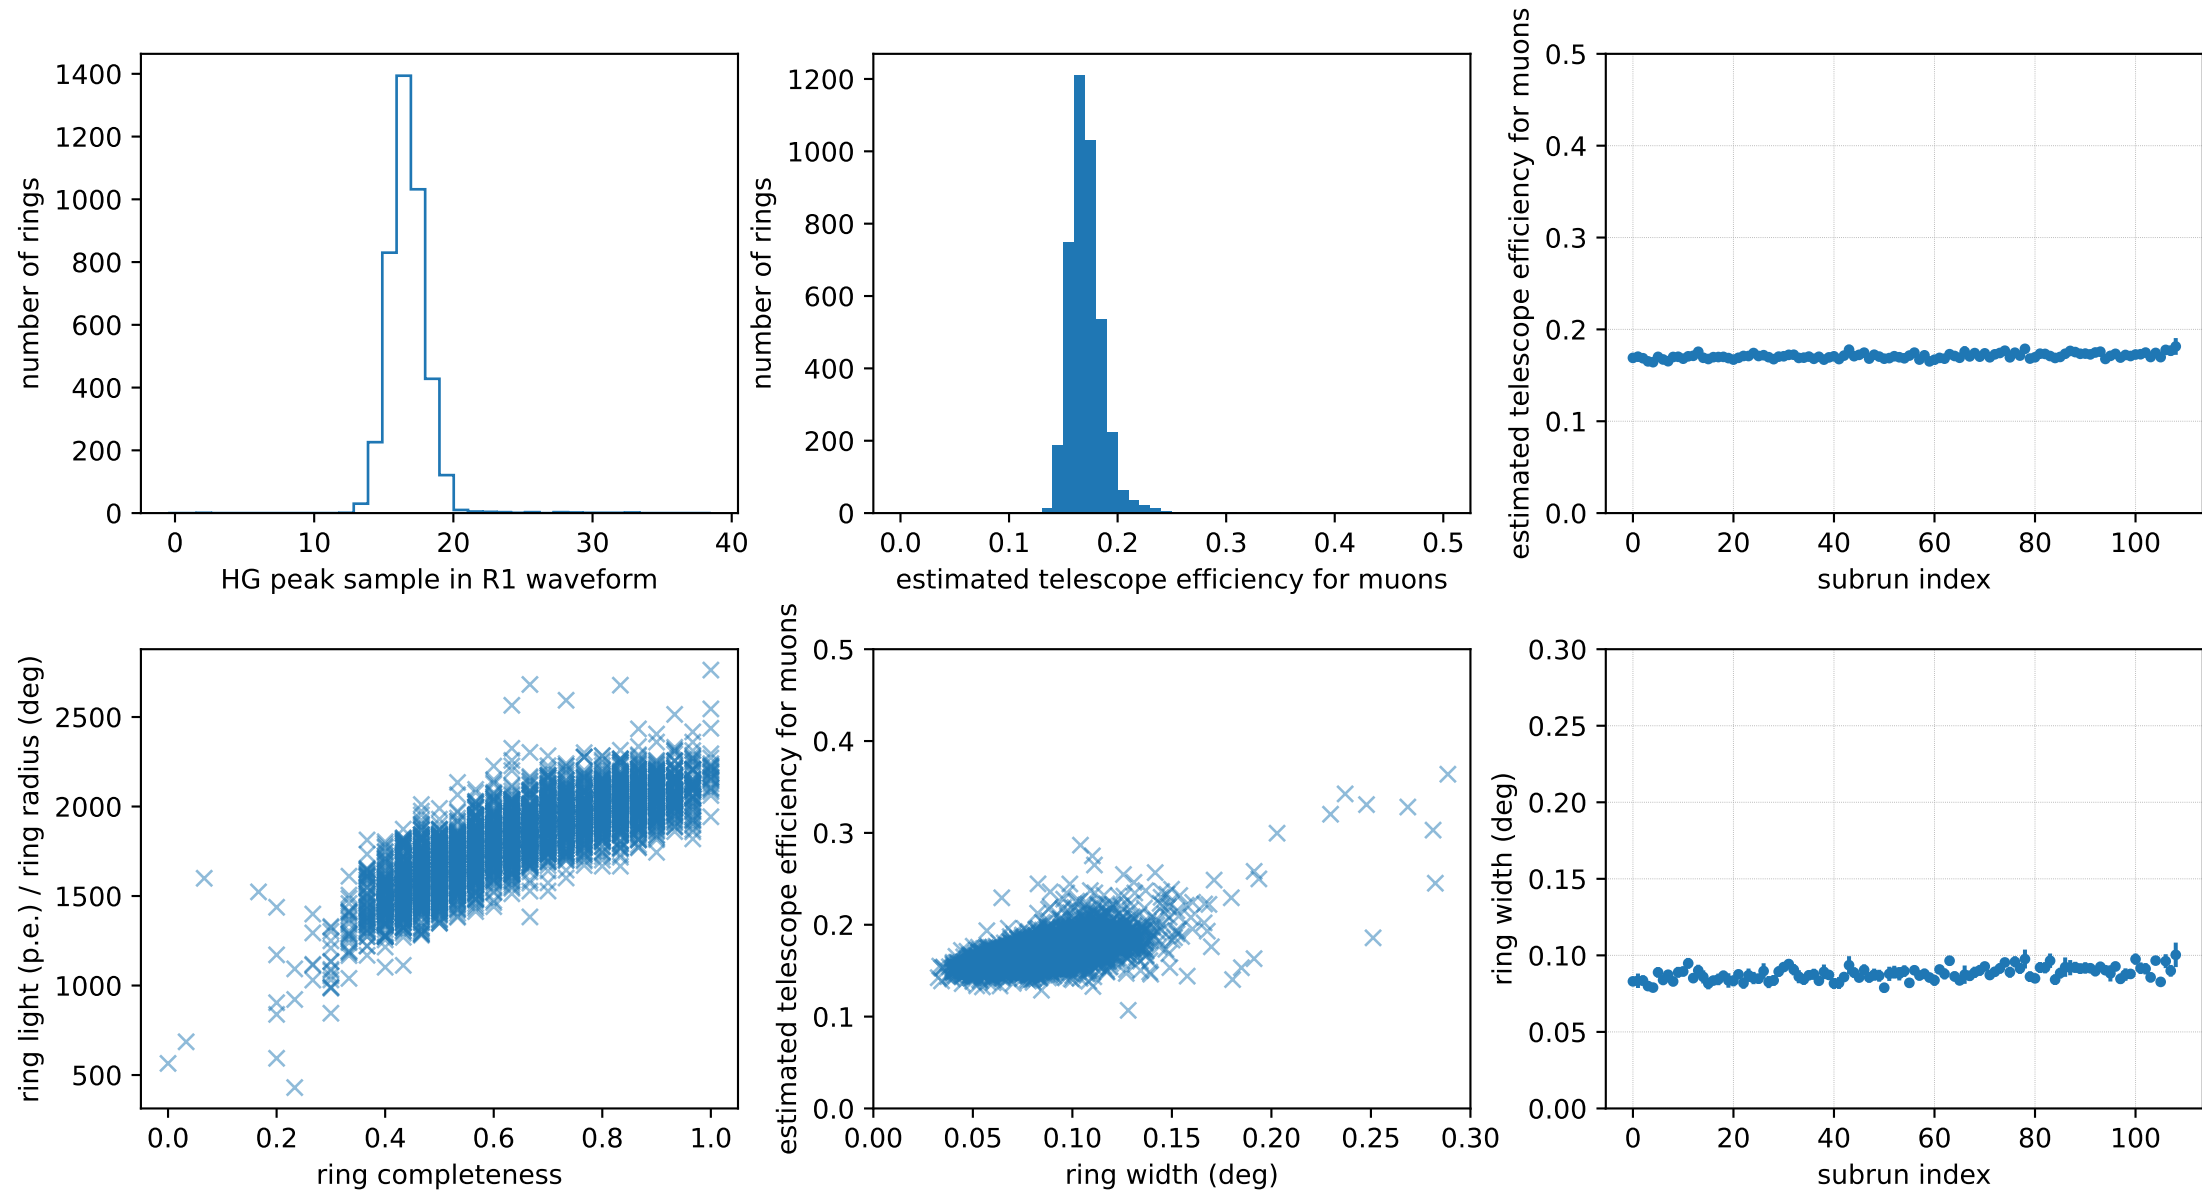 1400
1200
1000
800
600
400
200
0
number of rings
0 10 20 30 40
HG peak sample in R1 waveform
1200
1000
800
600
400
200
0
number of rings
0.0 0.1 0.2 0.3 0.4 0.5
estimated telescope efficiency for muons
0.5
0.4
0.3
0.2
0.1
0.0
estimated telescope efficiency for muons
0 20 40 60 80 100
subrun index
2500
2000
1500
1000
500
ring light (p.e.) / ring radius (deg)
0.0 0.2 0.4 0.6 0.8 1.0
ring completeness
0.5
0.4
0.3
0.2
0.1
0.0
estimated telescope efficiency for muons
0.00 0.05 0.10 0.15 0.20 0.25 0.30
ring width (deg)
0.30
0.25
0.20
0.15
0.10
0.05
0.00
ring width (deg)
0 20 40 60 80 100
subrun index